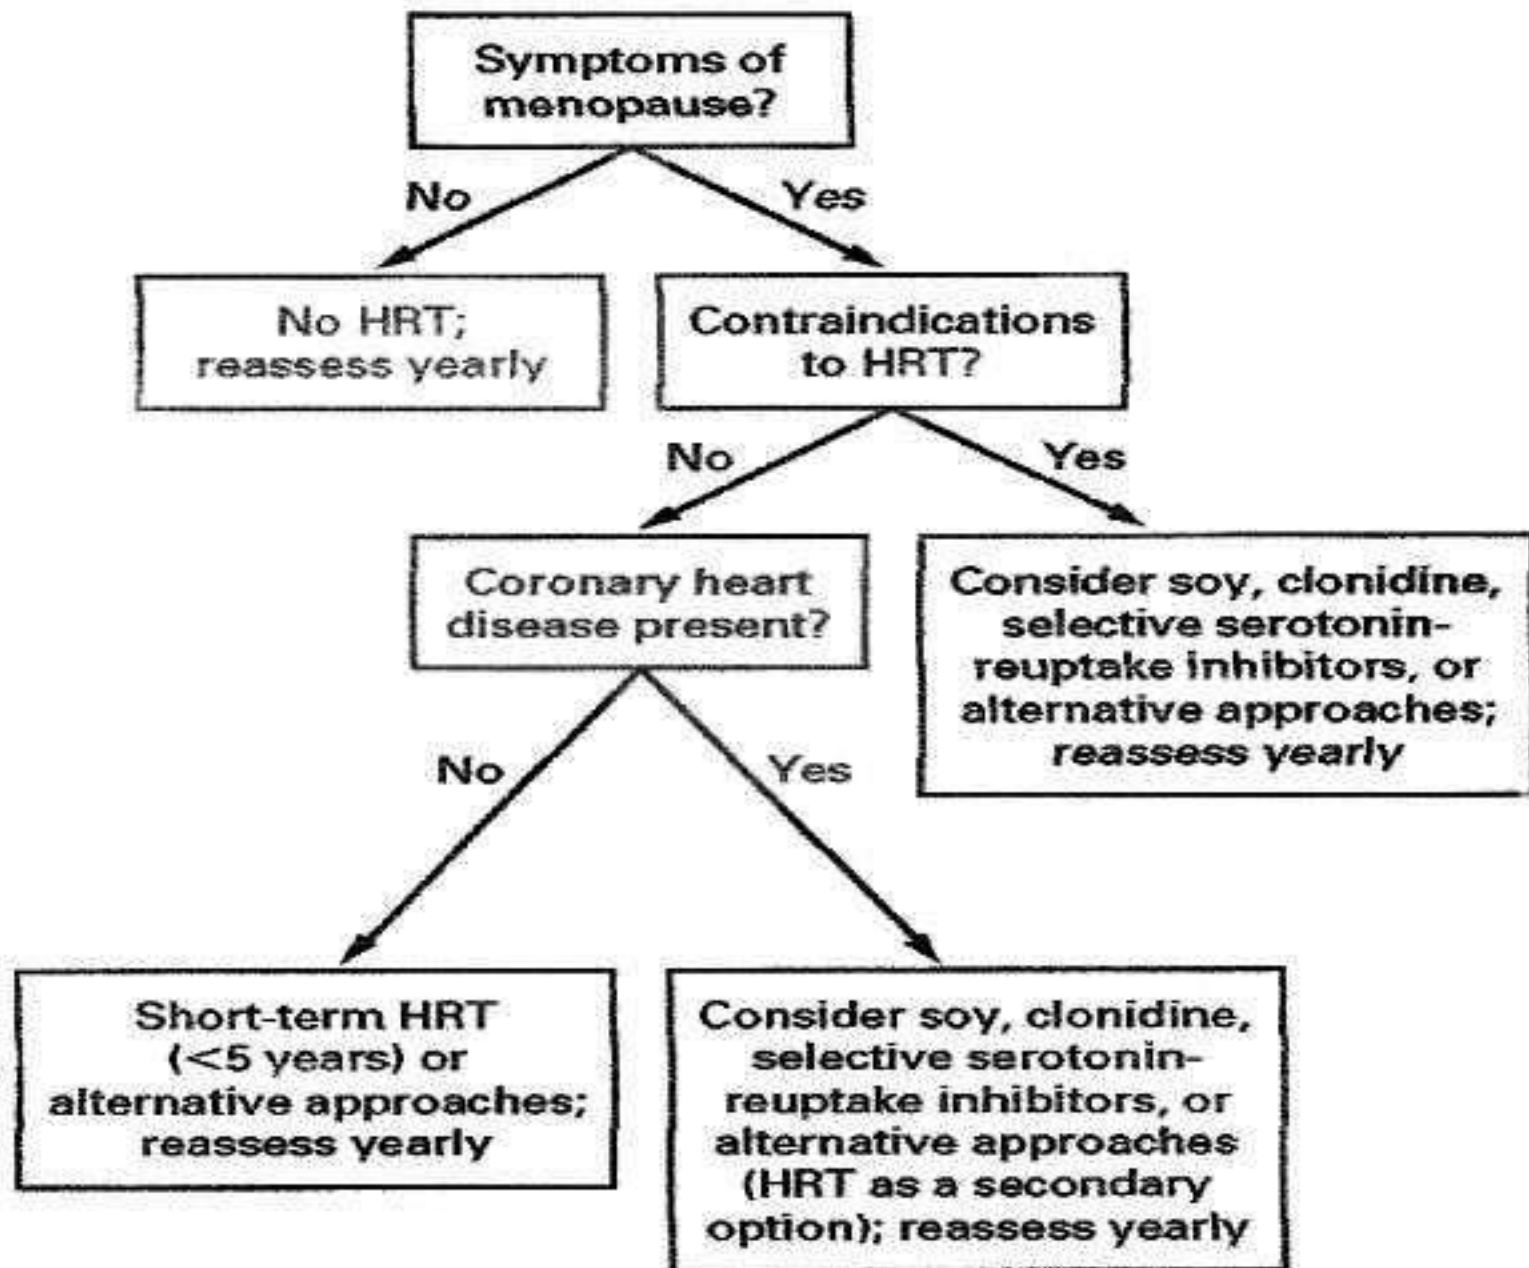 Symptoms of
menopause?
No
Yes
No HRT;
reassess yearly
Contraindications
to HRT?
No
Yes
Coronary heart
disease present?
Consider soy, clonidine,
selective serotonin-
reuptake inhibitors, or
alternative approaches;
reassess yearly
No
Yes
Short-term HRT
(<5 years) or
alternative approaches;
reassess yearly
Consider soy, clonidine,
selective serotonin-
reuptake inhibitors, or
alternative approaches
(HRT as a secondary
option); reassess yearly